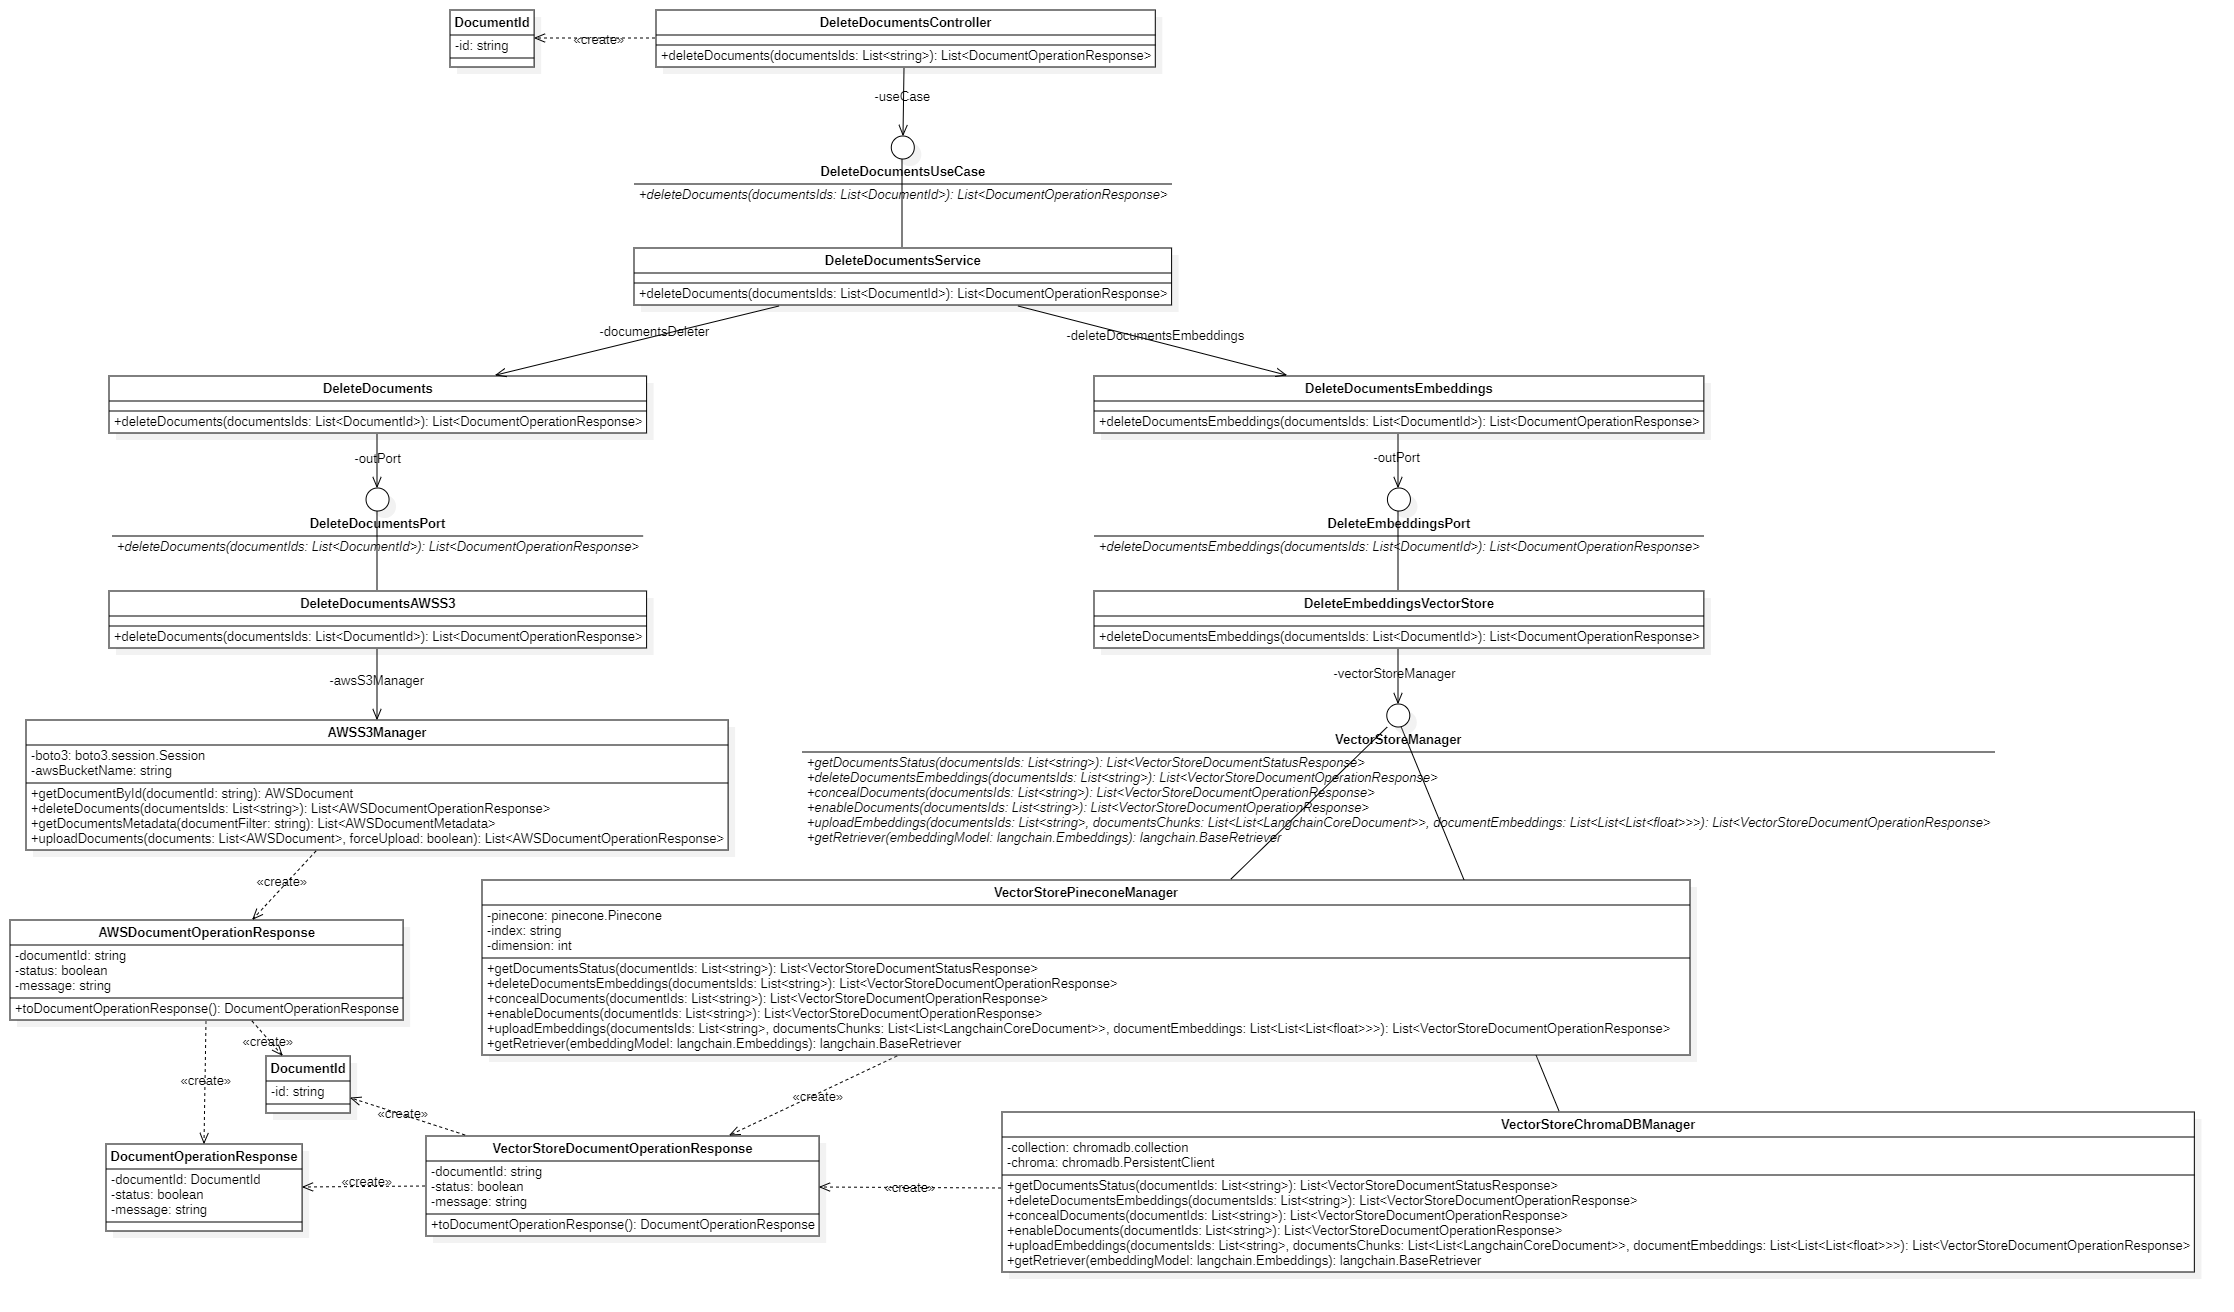 DocumentId
-id: string
«create»
DeleteDocumentsController
+deleteDocuments(documentsIds: List<string>): List<DocumentOperationResponse>
-useCase
DeleteDocumentsUseCase
+deleteDocuments(documentsIds: List<DocumentId>): List<DocumentOperationResponse>
DeleteDocumentsService
+deleteDocuments(documentsIds: List<DocumentId>): List<DocumentOperationResponse>
-documentsDeleter
-deleteDocumentsEmbeddings
DeleteDocuments
+deleteDocuments(documentsIds: List<DocumentId>): List<DocumentOperationResponse>
DeleteDocumentsEmbeddings
+deleteDocumentsEmbeddings(documentsIds: List<DocumentId>): List<DocumentOperationResponse>
-outPort
-outPort
DeleteDocumentsPort
+deleteDocuments(documentIds: List<DocumentId>): List<DocumentOperationResponse>
DeleteEmbeddingsPort
+deleteDocumentsEmbeddings(documentsIds: List<DocumentId>): List<DocumentOperationResponse>
DeleteDocumentsAWSS3
+deleteDocuments(documentsIds: List<DocumentId>): List<DocumentOperationResponse>
DeleteEmbeddingsVectorStore
+deleteDocumentsEmbeddings(documentsIds: List<DocumentId>): List<DocumentOperationResponse>
-awsS3Manager
-vectorStoreManager
AWSS3Manager
-boto3: boto3.session.Session
-awsBucketName: string
+getDocumentById(documentId: string): AWSDocument
+deleteDocuments(documentsIds: List<string>): List<AWSDocumentOperationResponse>
+getDocumentsMetadata(documentFilter: string): List<AWSDocumentMetadata>
+uploadDocuments(documents: List<AWSDocument>, forceUpload: boolean): List<AWSDocumentOperationResponse>
VectorStoreManager
+getDocumentsStatus(documentsIds: List<string>): List<VectorStoreDocumentStatusResponse>
+deleteDocumentsEmbeddings(documentsIds: List<string>): List<VectorStoreDocumentOperationResponse>
+concealDocuments(documentIds: List<string>): List<VectorStoreDocumentOperationResponse>
+enableDocuments(documentsIds: List<string>): List<VectorStoreDocumentOperationResponse>
+uploadEmbeddings(documentsIds: List<string>, documentsChunks: List<List<LangchainCoreDocument>>, documentEmbeddings: List<List<List<float>>>): List<VectorStoreDocumentOperationResponse>
+getRetriever(embeddingModel: langchain.Embeddings): langchain.BaseRetriever
«create»
AWSDocumentOperationResponse
-documentId: string
-status: boolean
-message: string
+toDocumentOperationResponse(): DocumentOperationResponse
VectorStorePineconeManager
-pinecone: pinecone.Pinecone
-index: string
-dimension: int
+getDocumentsStatus(documentIds: List<string>): List<VectorStoreDocumentStatusResponse>
+deleteDocumentsEmbeddings(documentsIds: List<string>): List<VectorStoreDocumentOperationResponse>
+concealDocuments(documentIds: List<string>): List<VectorStoreDocumentOperationResponse>
+enableDocuments(documentIds: List<string>): List<VectorStoreDocumentOperationResponse>
+uploadEmbeddings(documentsIds: List<string>, documentsChunks: List<List<LangchainCoreDocument>>, documentEmbeddings: List<List<List<float>>>): List<VectorStoreDocumentOperationResponse>
+getRetriever(embeddingModel: langchain.Embeddings): langchain.BaseRetriever
«create»
«create»
DocumentId
-id: string
«create»
«create»
DocumentOperationResponse
-documentId: DocumentId
-status: boolean
-message: string
«create»
VectorStoreDocumentOperationResponse
-documentId: string
-status: boolean
-message: string
+toDocumentOperationResponse(): DocumentOperationResponse
«create»
VectorStoreChromaDBManager
-collection: chromadb.collection
-chroma: chromadb.PersistentClient
+getDocumentsStatus(documentIds: List<string>): List<VectorStoreDocumentStatusResponse>
+deleteDocumentsEmbeddings(documentsIds: List<string>): List<VectorStoreDocumentOperationResponse>
+concealDocuments(documentIds: List<string>): List<VectorStoreDocumentOperationResponse>
+enableDocuments(documentIds: List<string>): List<VectorStoreDocumentOperationResponse>
+uploadEmbeddings(documentsIds: List<string>, documentsChunks: List<List<LangchainCoreDocument>>, documentEmbeddings: List<List<List<float>>>): List<VectorStoreDocumentOperationResponse>
+getRetriever(embeddingModel: langchain.Embeddings): langchain.BaseRetriever